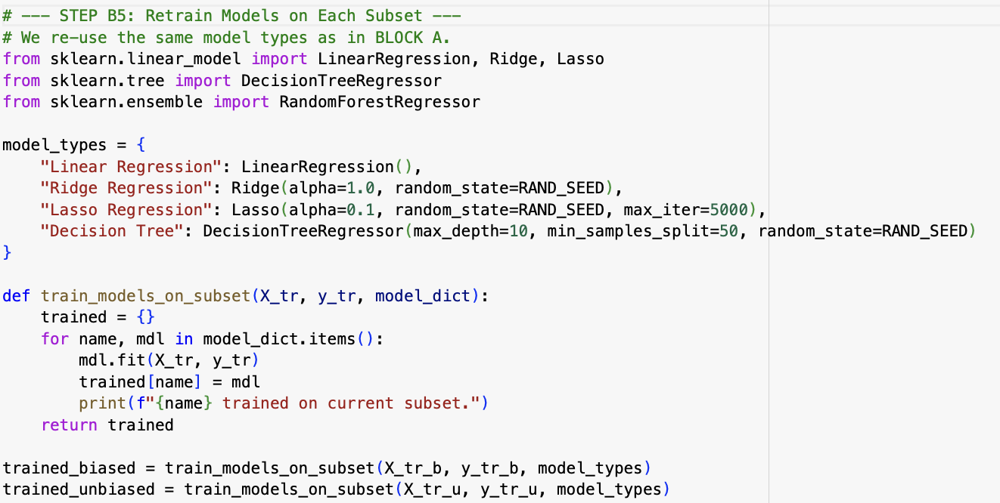 # --- STEP B5: Retrain Models on Each Subset ---
# We re-use the same model types as in BLOCK A.
from sklearn.linear_model import LinearRegression, Ridge, Lasso
from sklearn.tree import DecisionTreeRegressor
from sklearn.ensemble import RandomForestRegressor

model_types = {
    "Linear Regression": LinearRegression(),
    "Ridge Regression": Ridge(alpha=1.0, random_state=RAND_SEED),
    "Lasso Regression": Lasso(alpha=0.1, random_state=RAND_SEED, max_iter=5000),
    "Decision Tree": DecisionTreeRegressor(max_depth=10, min_samples_split=50, random_state=RAND_SEED)
}

def train_models_on_subset(X_tr, y_tr, model_dict):
    trained = {}
    for name, mdl in model_dict.items():
        mdl.fit(X_tr, y_tr)
        trained[name] = mdl
        print(f"{name} trained on current subset.")
    return trained

trained_biased = train_models_on_subset(X_tr_b, y_tr_b, model_types)
trained_unbiased = train_models_on_subset(X_tr_u, y_tr_u, model_types)